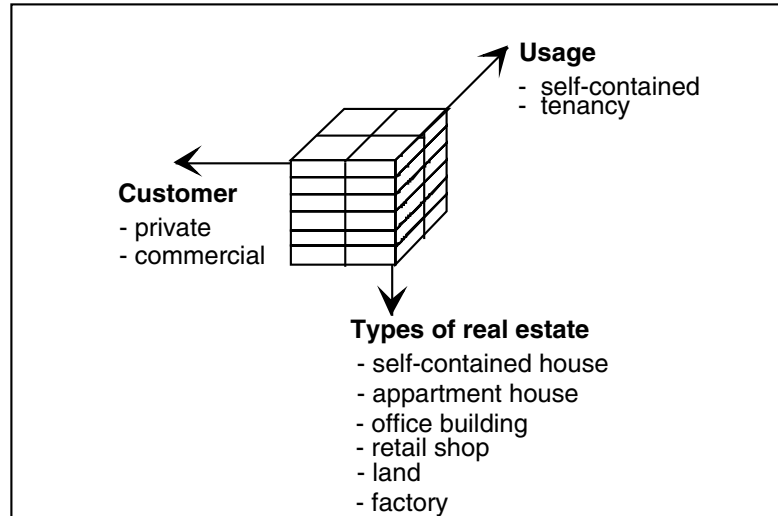 Usage
- self-contained
- tenancy
Customer
- private
- commercial
Types of real estate
- self-contained house
- appartment house
- office building
- retail shop
- land
- factory